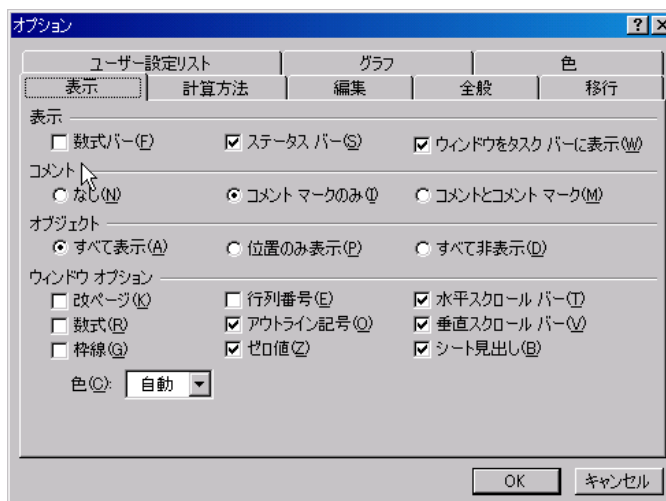 オプション
ユーザー設定リスト グラフ 色
表示 計算方法 編集 全般 移行
表示
数式バー(F) ステータス バー(S) ウィンドウをタスク バーに表示(W)
コメント
なし(N) コメント マークのみ(I) コメントとコメント マーク(M)
オブジェクト
すべて表示(A) 位置のみ表示(P) すべて非表示(D)
ウィンドウ オプション
改ページ(K) 行列番号(E) 水平スクロール バー(T)
数式(R) アウトライン記号(O) 垂直スクロール バー(V)
枠線(G) ゼロ値(Z) シート見出し(B)
色(C): 自動
OK キャンセル